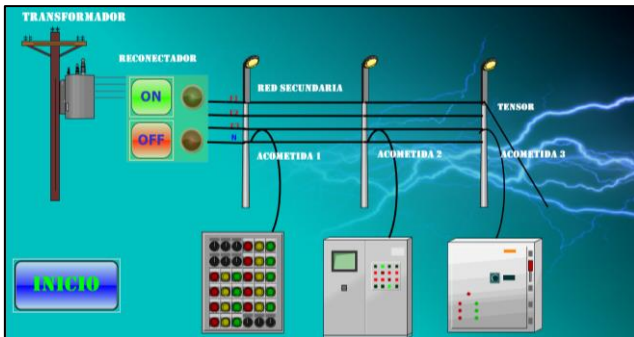 TRANSFORMADOR
RECONECTADOR
ON
OFF
RED SECUNDARIA
N
TENSOR
ACOMETIDA 1
ACOMETIDA 2
ACOMETIDA 3
INICIO